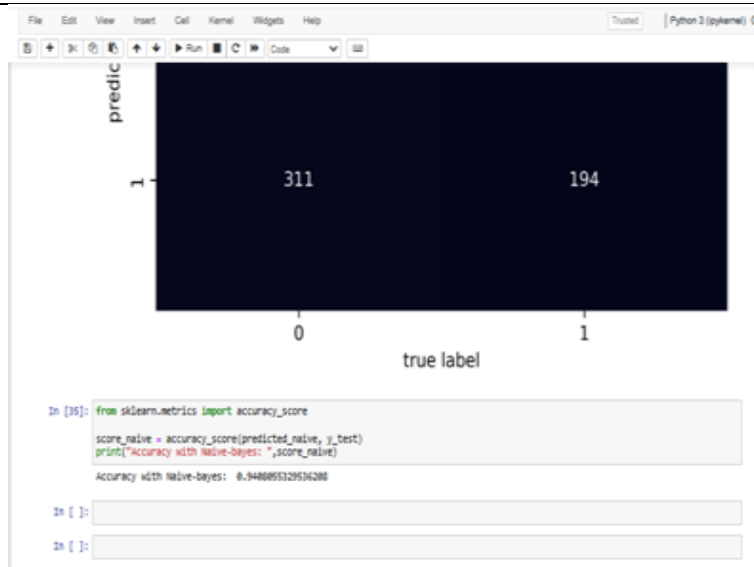 File Edit View Insert Cell Kernel Widgets Help Trusted Python 3 (ipykernel)
Run Code
predic
1
311 194
0 1
true label
In [35]: from sklearn.metrics import accuracy_score
score_naive = accuracy_score(predicted_naive, y_test)
print("Accuracy with Naive-bayes: ",score_naive)
Accuracy with Naive-bayes:
In [ ]:
In [ ]: